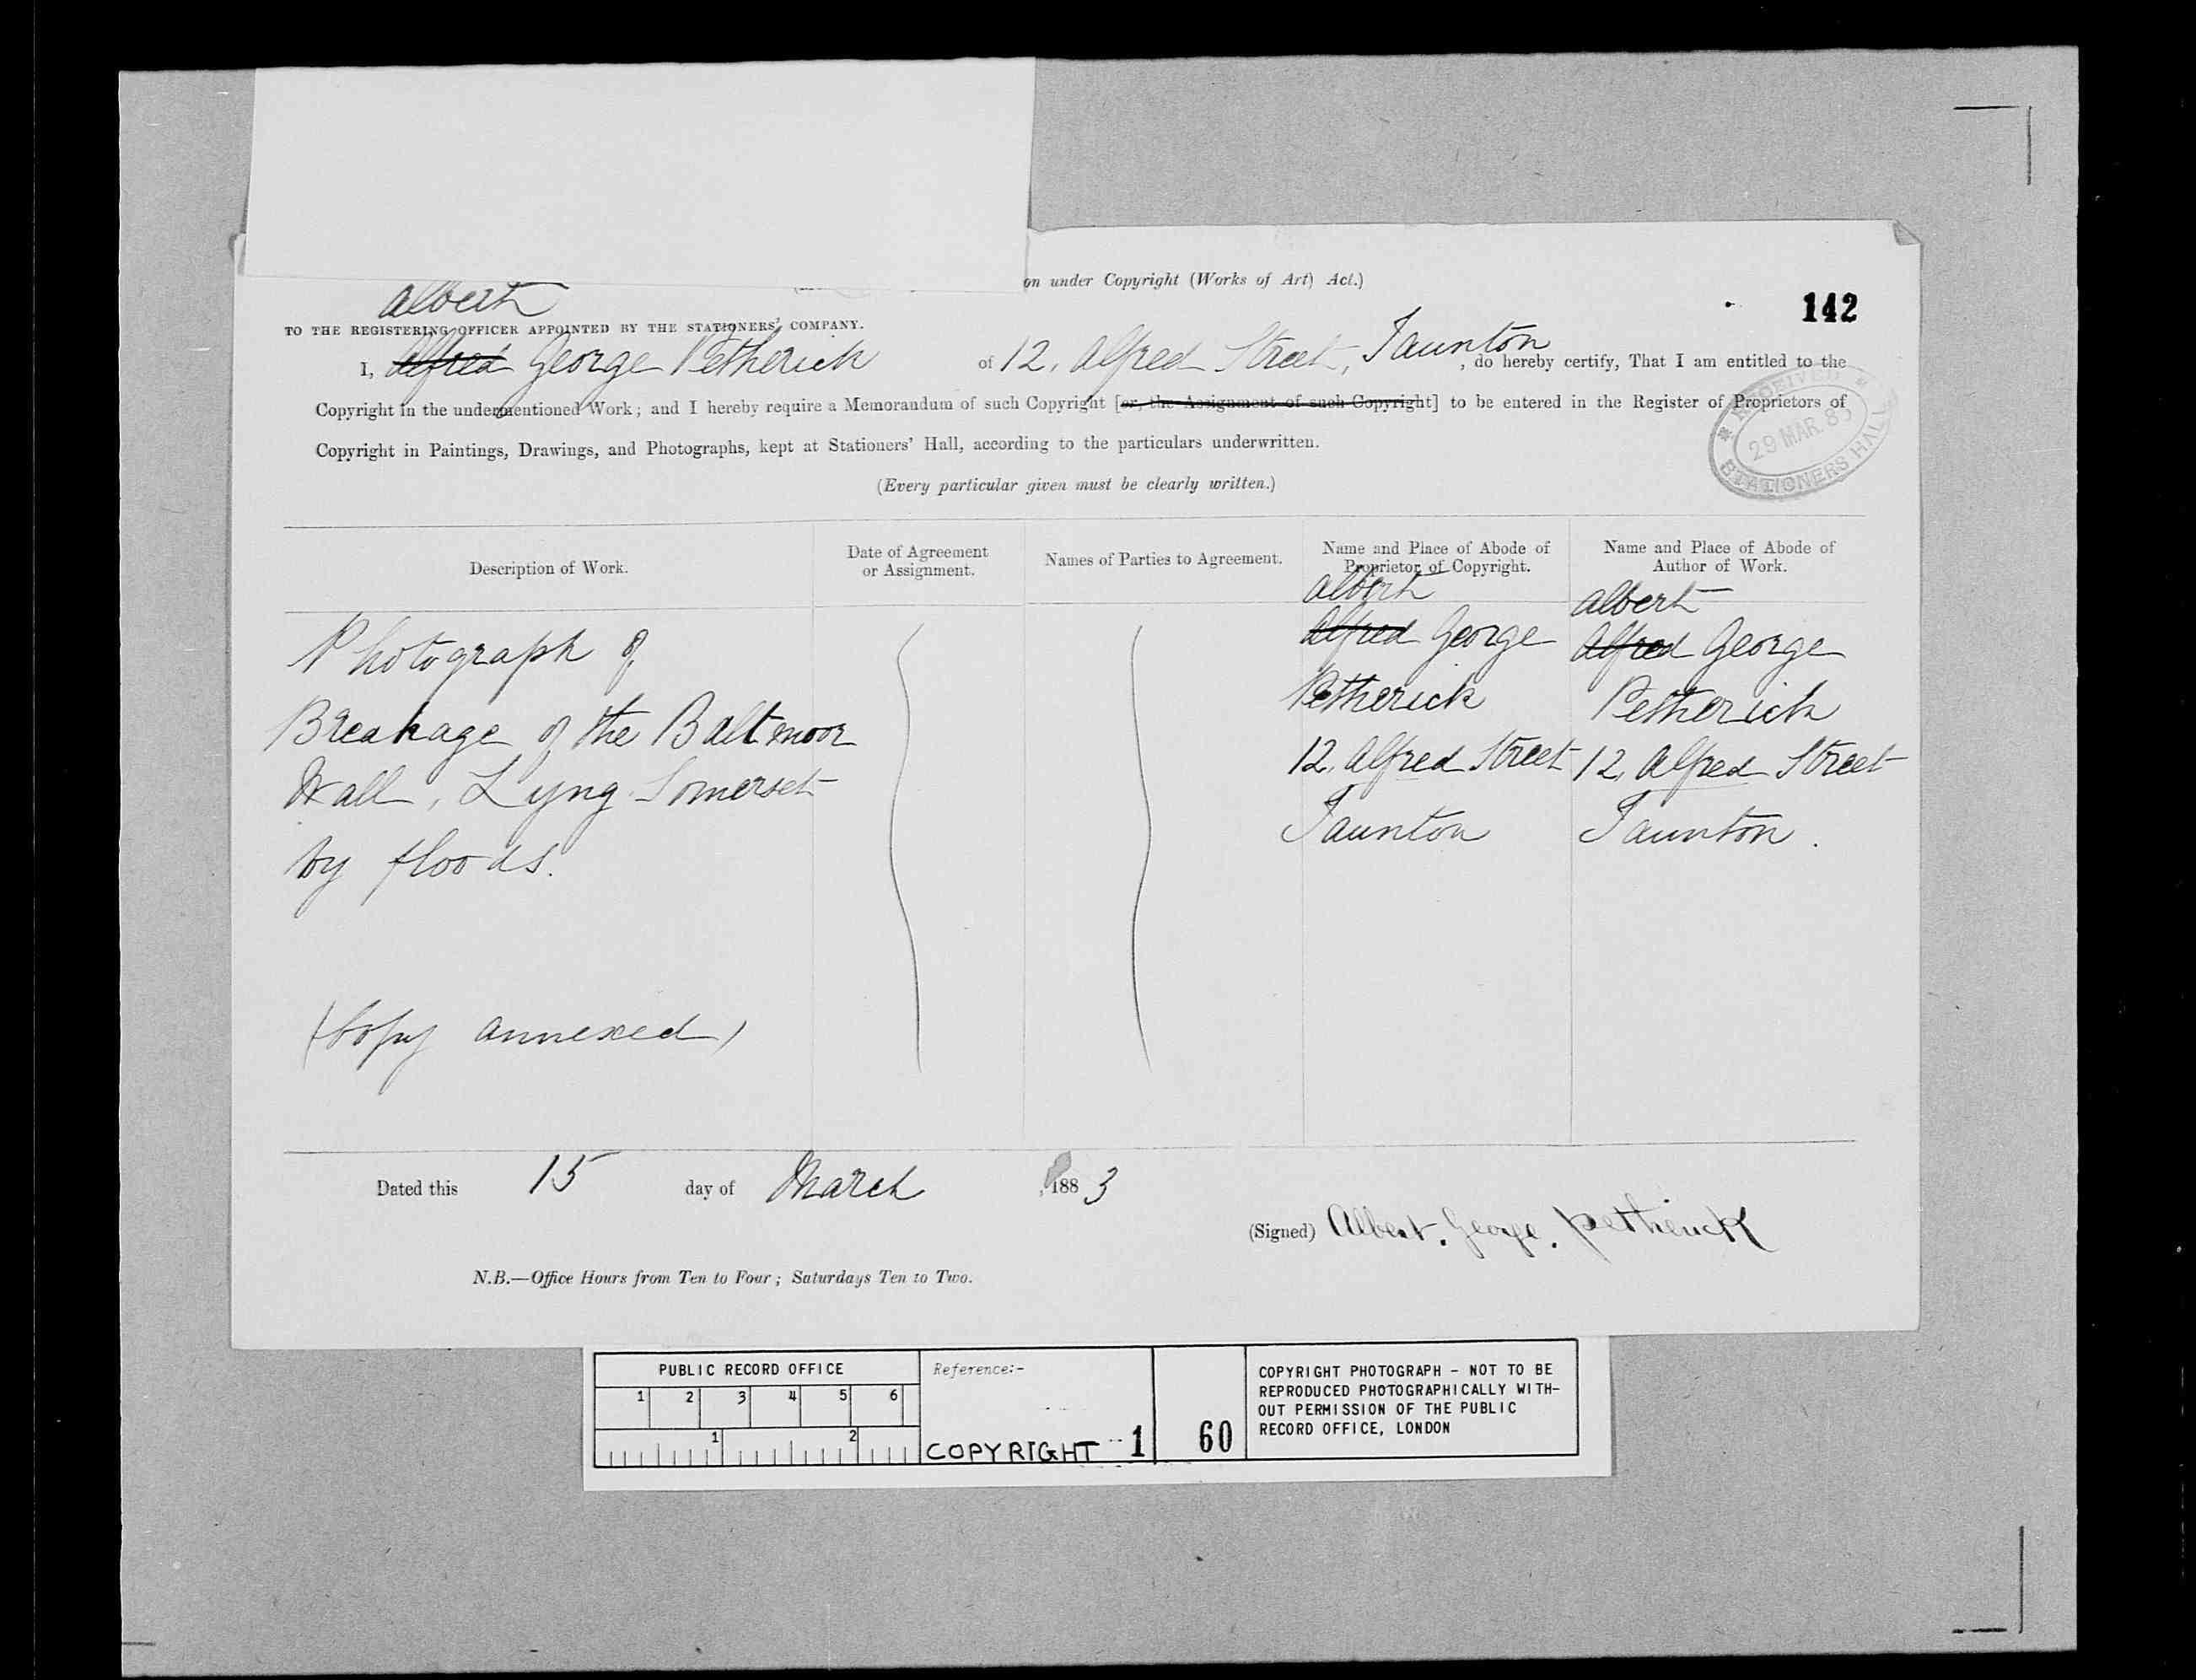 on under Copyright (Works of Art) Act.)
142
albert
TO THE REGISTERING OFFICER APPOINTED BY THE STATIONERS' COMPANY.
I, Alfred George Petherick of 12, Alfred Street, Taunton, do hereby certify, That I am entitled to the
Copyright in the undermentioned Work; and I hereby require a Memorandum of such Copyright [or, the Assignment of such Copyright] to be entered in the Register of Proprietors of
Copyright in Paintings, Drawings, and Photographs, kept at Stationers' Hall, according to the particulars underwritten.
RECEIVED
29 MAR. 83
STATIONERS HALL
(Every particular given must be clearly written.)
Description of Work.
Date of Agreement
or Assignment.
Names of Parties to Agreement.
Name and Place of Abode of
Proprietor of Copyright.
Name and Place of Abode of
Author of Work.
Photograph of
Breakage of the Baltmoor
Wall, Lyng Somerset
by floods.
(Copy annexed)
albert
Alfred George
Petherick
12, Alfred Street
Taunton
albert
Alfred George
Petherick
12, Alfred Street
Taunton.
Dated this 15 day of March, 1883
(Signed) Albert. George. Petherick
N.B.—Office Hours from Ten to Four; Saturdays Ten to Two.
PUBLIC RECORD OFFICE
1 2 3 4 5 6
1 2
Reference:-
COPYRIGHT 1
60
COPYRIGHT PHOTOGRAPH - NOT TO BE
REPRODUCED PHOTOGRAPHICALLY WITH-
OUT PERMISSION OF THE PUBLIC
RECORD OFFICE, LONDON